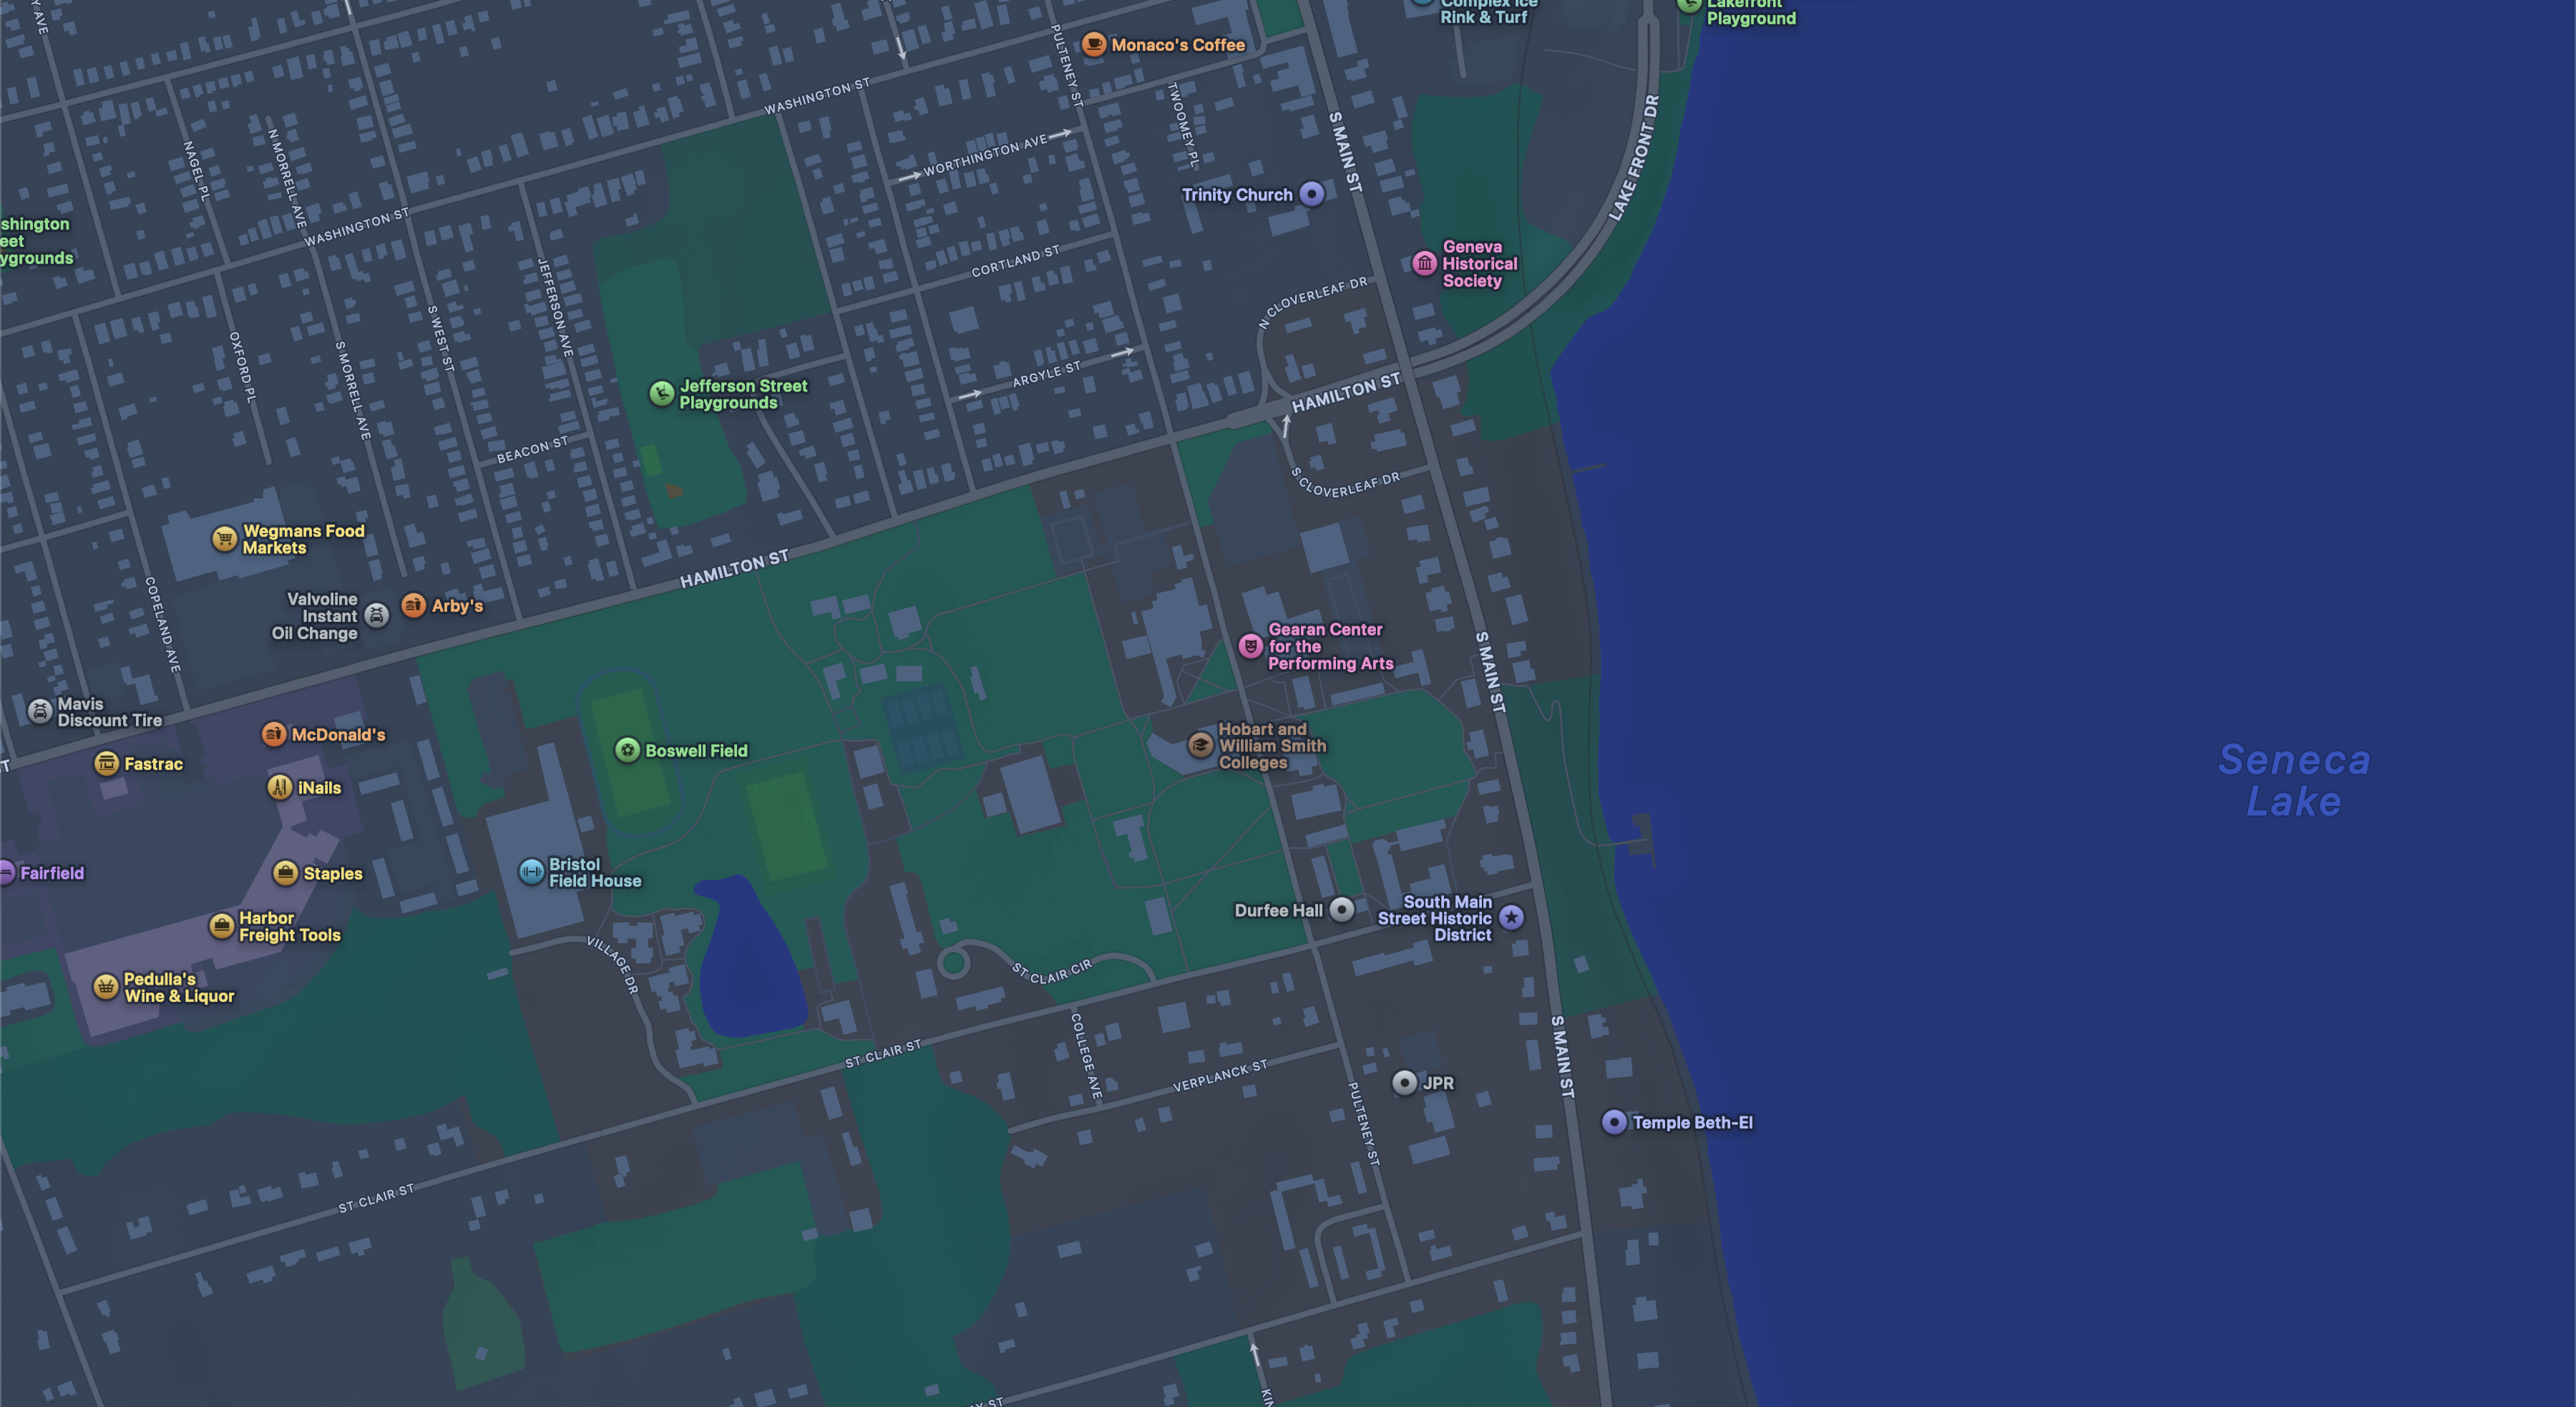 Complex Ice
Rink & Turf
Lakefront
Playground
Y AVE
PULTENEY ST
Monaco's Coffee
WASHINGTON ST
S MAIN ST
TWOOMEY PL
LAKE FRONT DR
NAGEL PL
N MORRELL AVE
WORTHINGTON AVE
Trinity Church
WASHINGTON ST
shington
eet
ygrounds
Geneva
Historical
Society
CORTLAND ST
JEFFERSON AVE
N CLOVERLEAF DR
OXFORD PL
S WEST ST
S MORRELL AVE
ARGYLE ST
Jefferson Street
Playgrounds
HAMILTON ST
BEACON ST
S CLOVERLEAF DR
Wegmans Food
Markets
HAMILTON ST
COPELAND AVE
Valvoline
Instant
Oil Change
Arby's
Gearan Center
for the
Performing Arts
S MAIN ST
Mavis
Discount Tire
McDonald's
Boswell Field
Hobart and
William Smith
Colleges
Seneca
Lake
T
Fastrac
iNails
Fairfield
Staples
Bristol
Field House
Harbor
Freight Tools
Durfee Hall
South Main
Street Historic
District
VILLAGE DR
ST CLAIR CIR
Pedulla's
Wine & Liquor
COLLEGE AVE
ST CLAIR ST
VERPLANCK ST
S MAIN ST
JPR
PULTENEY ST
Temple Beth-El
ST CLAIR ST
KIN
Y ST